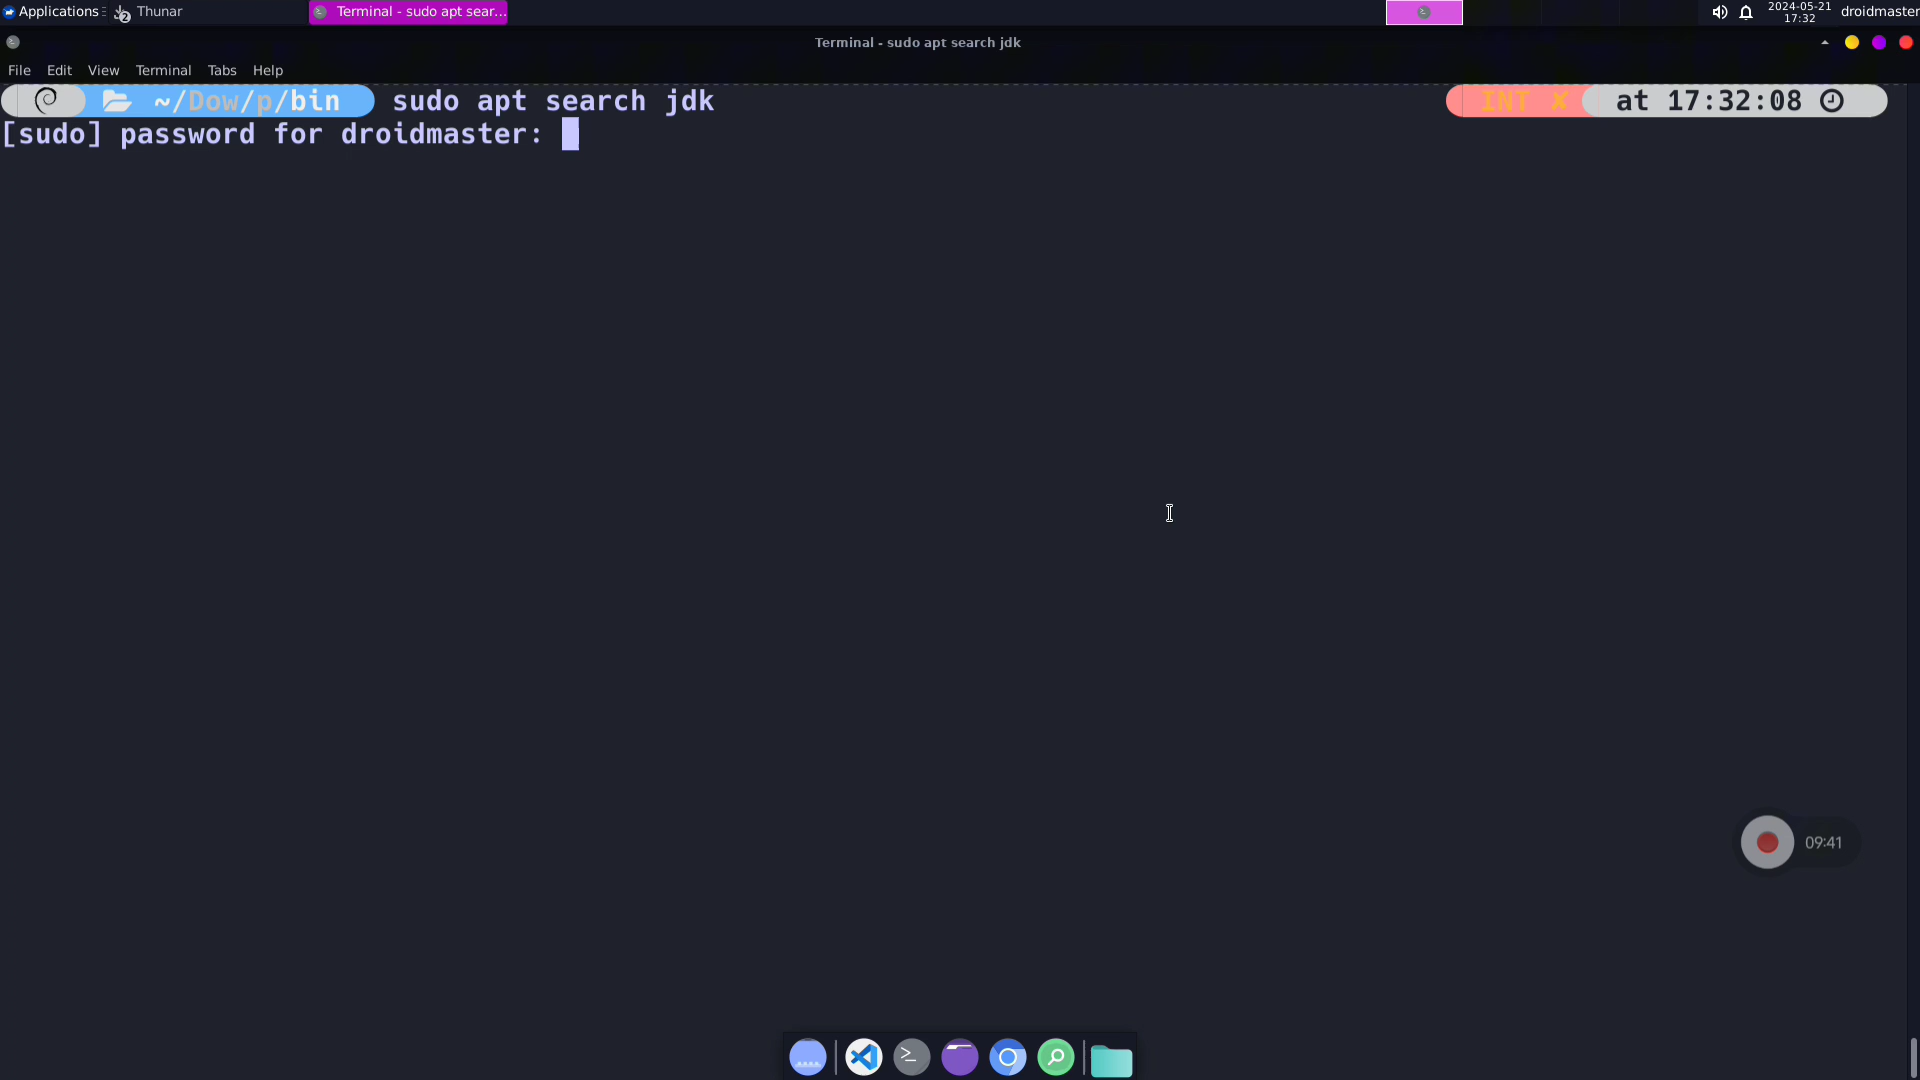 Applications
Thunar
Terminal - sudo apt sear...
2024-05-21
17:32
droidmaster
Terminal - sudo apt search jdk
File Edit View Terminal Tabs Help
~/Dow/p/bin sudo apt search jdk
INT ✘ at 17:32:08
[sudo] password for droidmaster:
09:41